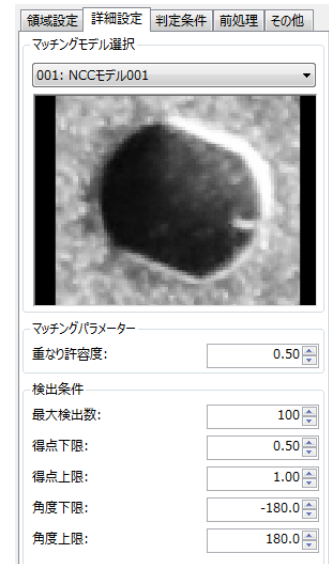 領域設定 詳細設定 判定条件 前処理 その他
マッチングモデル選択
001: NCCモデル001
マッチングパラメーター
重なり許容度: 0.50
検出条件
最大検出数: 100
得点下限: 0.50
得点上限: 1.00
角度下限: -180.0
角度上限: 180.0